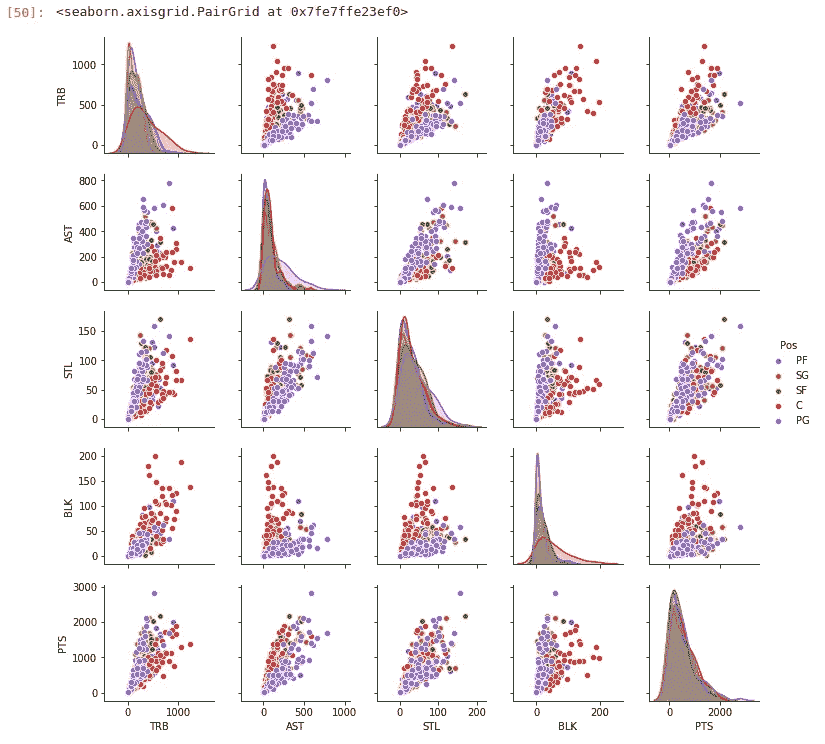 [50]: <seaborn.axisgrid.PairGrid at 0x7fe7ffe23ef0>
1000
500
0
TRB
800
600
400
200
0
AST
150
100
50
0
STL
Pos
PF
SG
SF
C
PG
200
150
100
50
0
BLK
3000
2000
1000
0
PTS
0 1000
0 500 1000
0 100 200
0 200
0 2000
TRB AST STL BLK PTS